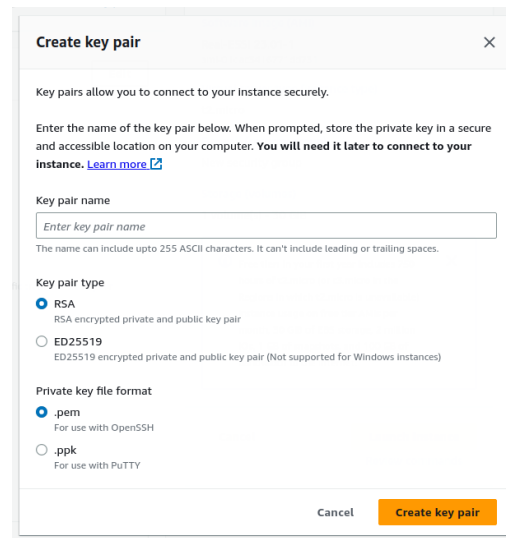 Create key pair
Key pairs allow you to connect to your instance securely.
Enter the name of the key pair below. When prompted, store the private key in a secure
and accessible location on your computer. You will need it later to connect to your
instance. Learn more
Key pair name
Enter key pair name
The name can include upto 255 ASCII characters. It can't include leading or trailing spaces.
Key pair type
RSA
RSA encrypted private and public key pair
ED25519
ED25519 encrypted private and public key pair (Not supported for Windows instances)
Private key file format
.pem
For use with OpenSSH
.ppk
For use with PuTTY
Cancel
Create key pair